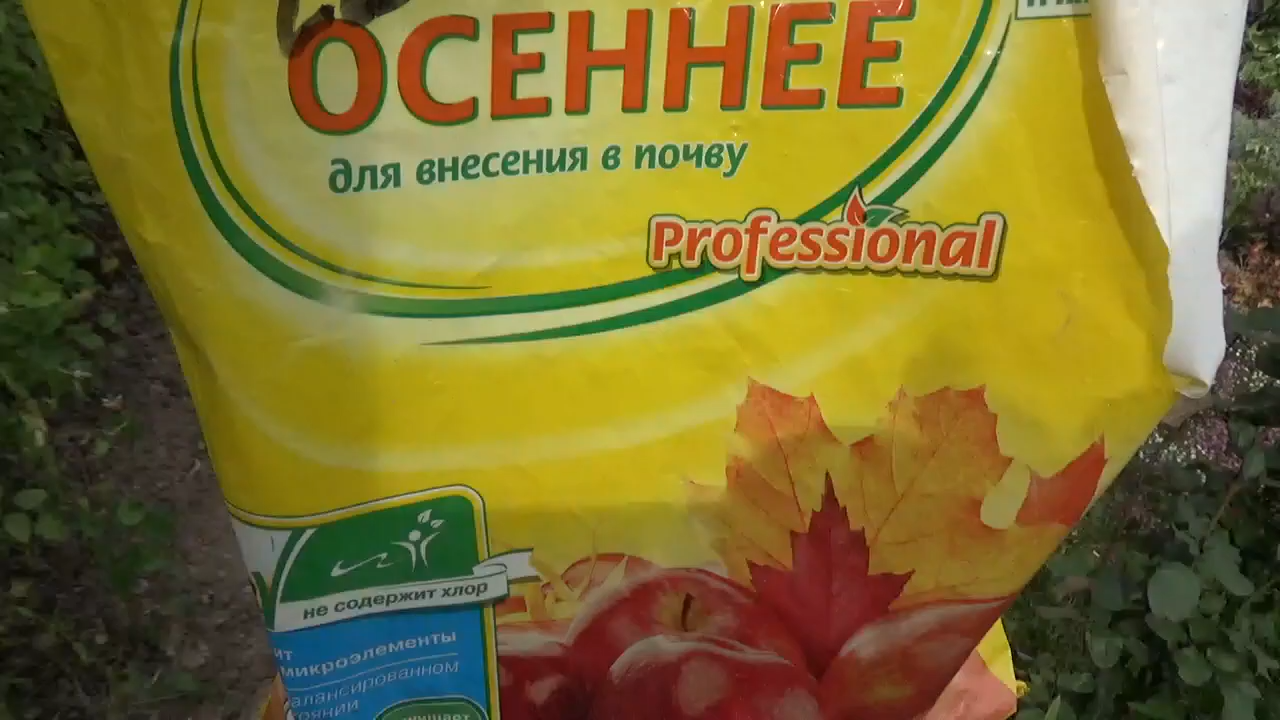 ОСЕННЕЕ
для внесения в почву
Professional
не содержит хлор
микроэлементы